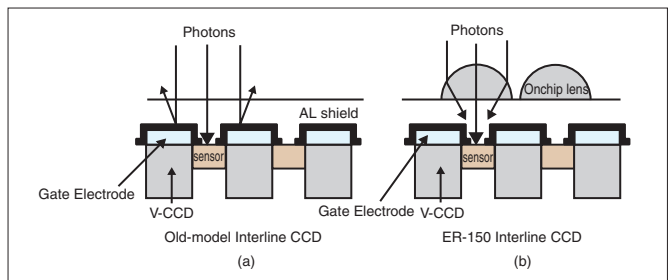 Photons
AL shield
sensor
Gate Electrode
V-CCD
Old-model Interline CCD
(a)
Photons
Onchip lens
sensor
Gate Electrode
V-CCD
ER-150 Interline CCD
(b)